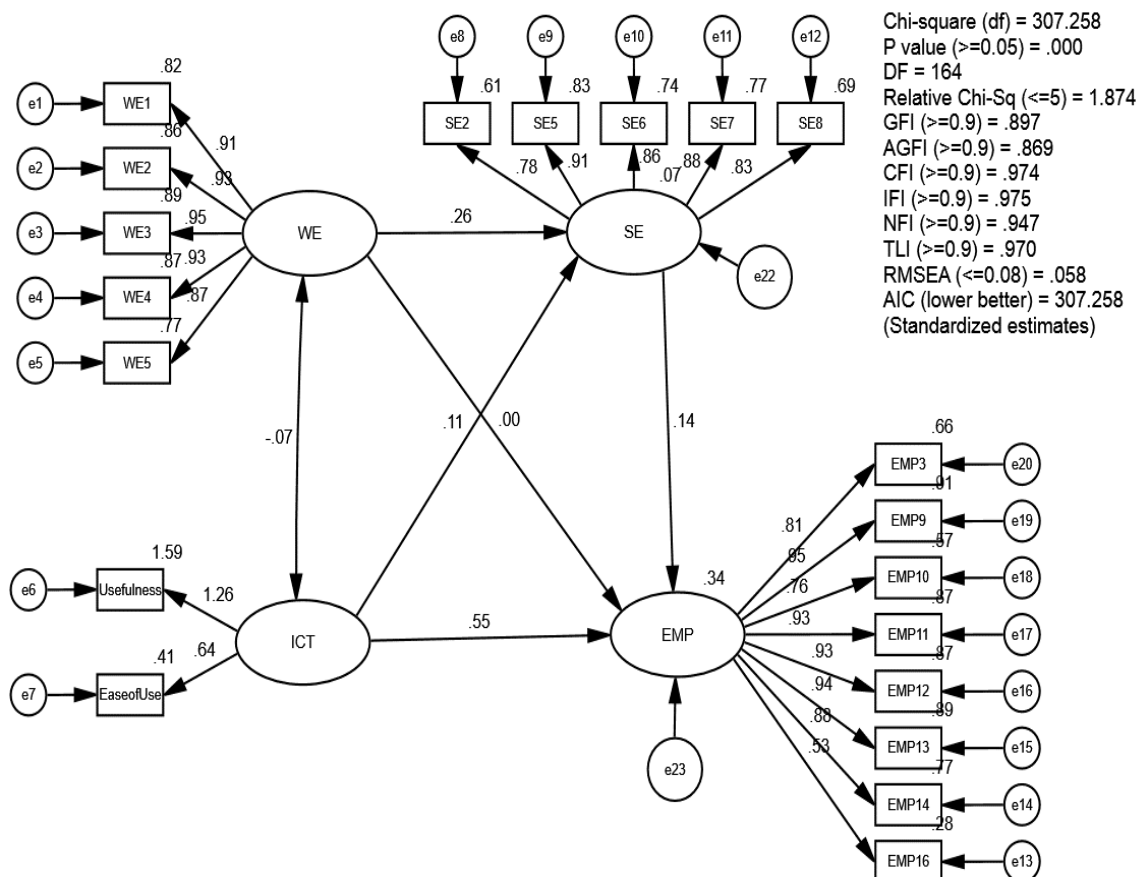 Chi-square (df) = 307.258
P value (>=0.05) = .000
DF = 164
Relative Chi-Sq (<=5) = 1.874
GFI (>=0.9) = .897
AGFI (>=0.9) = .869
CFI (>=0.9) = .974
IFI (>=0.9) = .975
NFI (>=0.9) = .947
TLI (>=0.9) = .970
RMSEA (<=0.08) = .058
AIC (lower better) = 307.258
(Standardized estimates)
e8
e9
e10
e11
e12
.61
.83
.74
.77
.69
SE2
SE5
SE6
SE7
SE8
.78
.91
.86
.88
.83
.07
SE
e22
.82
e1
WE1
.91
.86
e2
WE2
.93
.89
e3
WE3
.95
.87
.93
e4
WE4
.87
.77
e5
WE5
WE
.26
-.07
.11
.00
.14
1.59
e6
Usefulness
1.26
.41
.64
e7
EaseofUse
ICT
.55
.34
EMP
e23
.66
EMP3
e20
.81
.91
EMP9
e19
.95
.57
EMP10
e18
.76
.87
EMP11
e17
.93
.87
EMP12
e16
.93
.89
EMP13
e15
.94
.77
EMP14
e14
.88
.28
EMP16
e13
.53